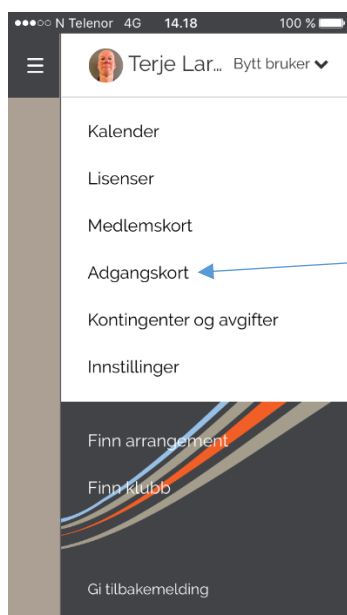 N Telenor 4G 14.18 100 %
Terje Lar... Bytt bruker
Kalender
Lisenser
Medlemskort
Adgangskort
Kontingenter og avgifter
Innstillinger
Finn arrangement
Finn klubb
Gi tilbakemelding